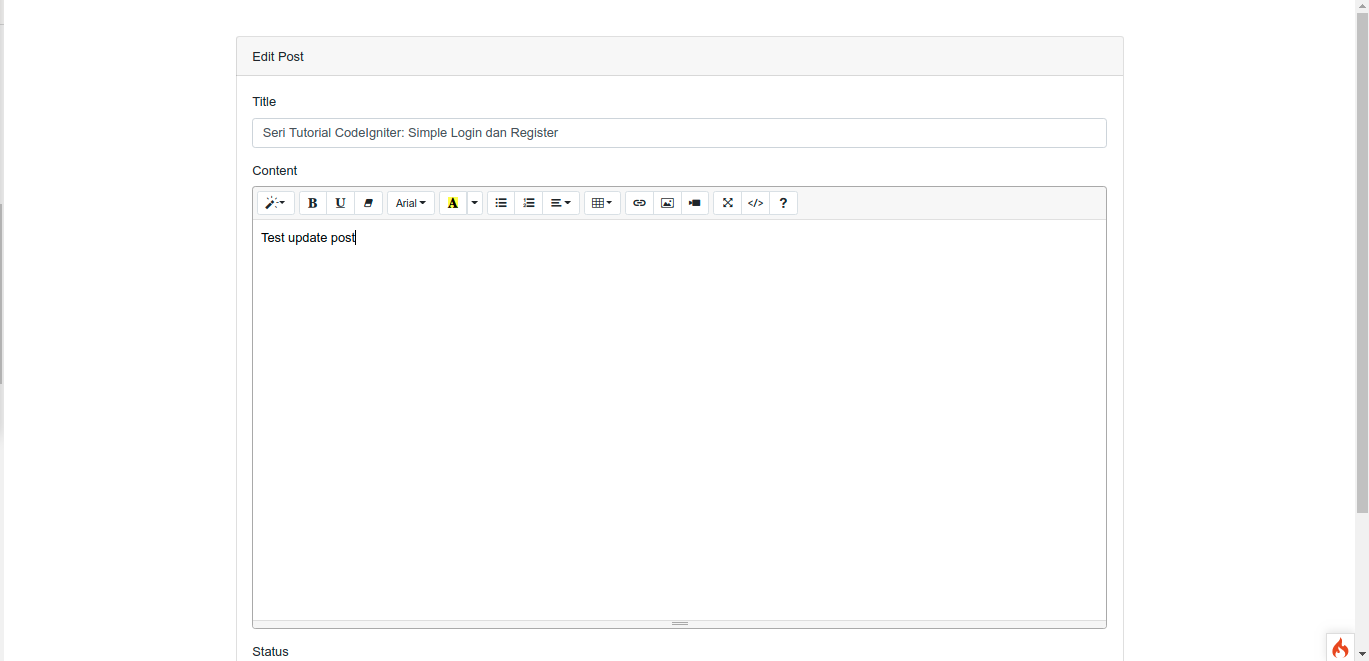 Edit Post
Title
Seri Tutorial CodeIgniter: Simple Login dan Register
Content
B U Arial A </> ?
Test update post
Status